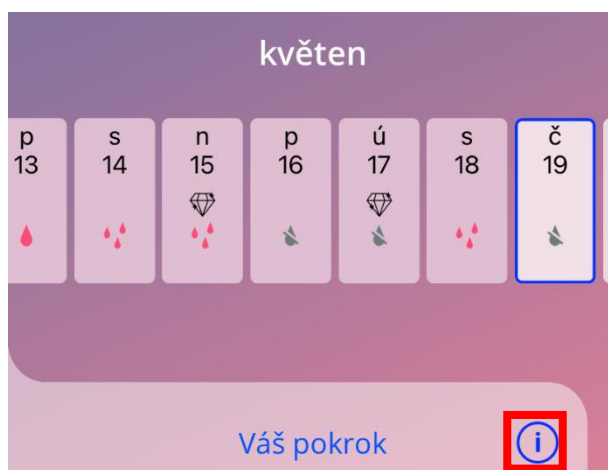 květen
p s n p ú s č
13 14 15 16 17 18 19
Váš pokrok
i